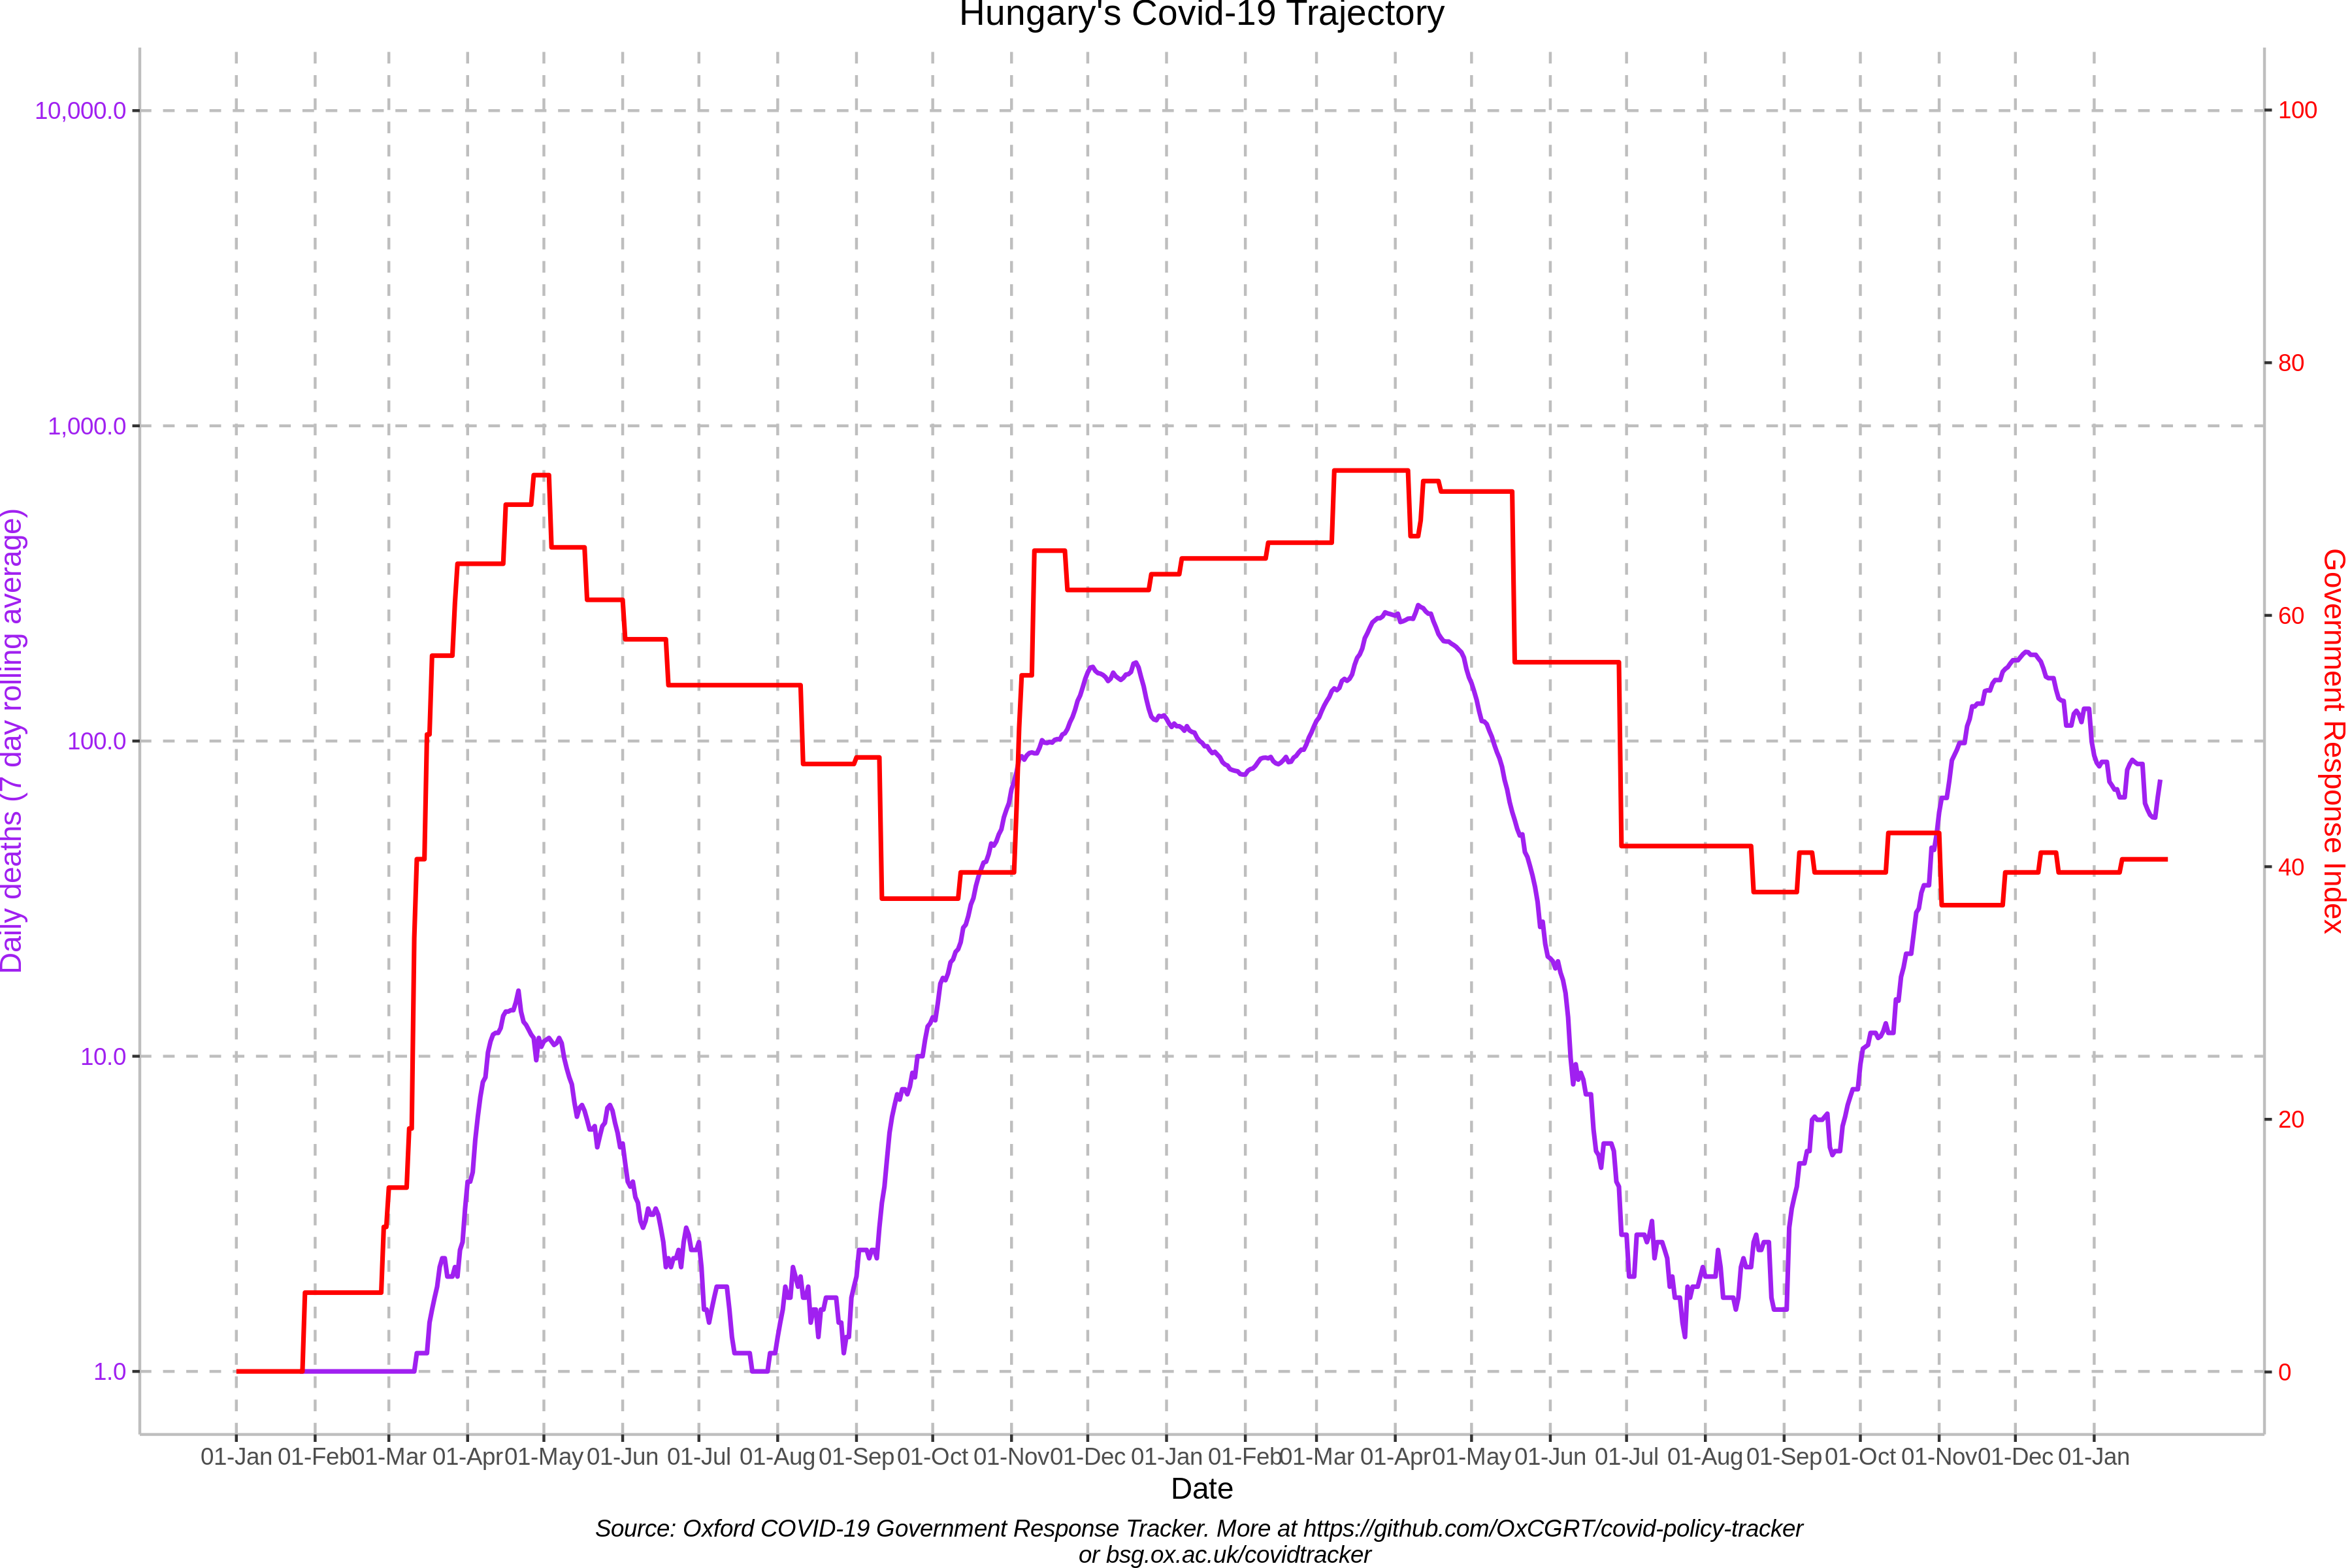 Hungary's Covid-19 Trajectory
10,000.0
1,000.0
100.0
10.0
1.0
Daily deaths (7 day rolling average)
100
80
60
40
20
0
Government Response Index
01-Jan 01-Feb 01-Mar 01-Apr 01-May 01-Jun 01-Jul 01-Aug 01-Sep 01-Oct 01-Nov 01-Dec 01-Jan 01-Feb 01-Mar 01-Apr 01-May 01-Jun 01-Jul 01-Aug 01-Sep 01-Oct 01-Nov 01-Dec 01-Jan
Date
Source: Oxford COVID-19 Government Response Tracker. More at https://github.com/OxCGRT/covid-policy-tracker
or bsg.ox.ac.uk/covidtracker